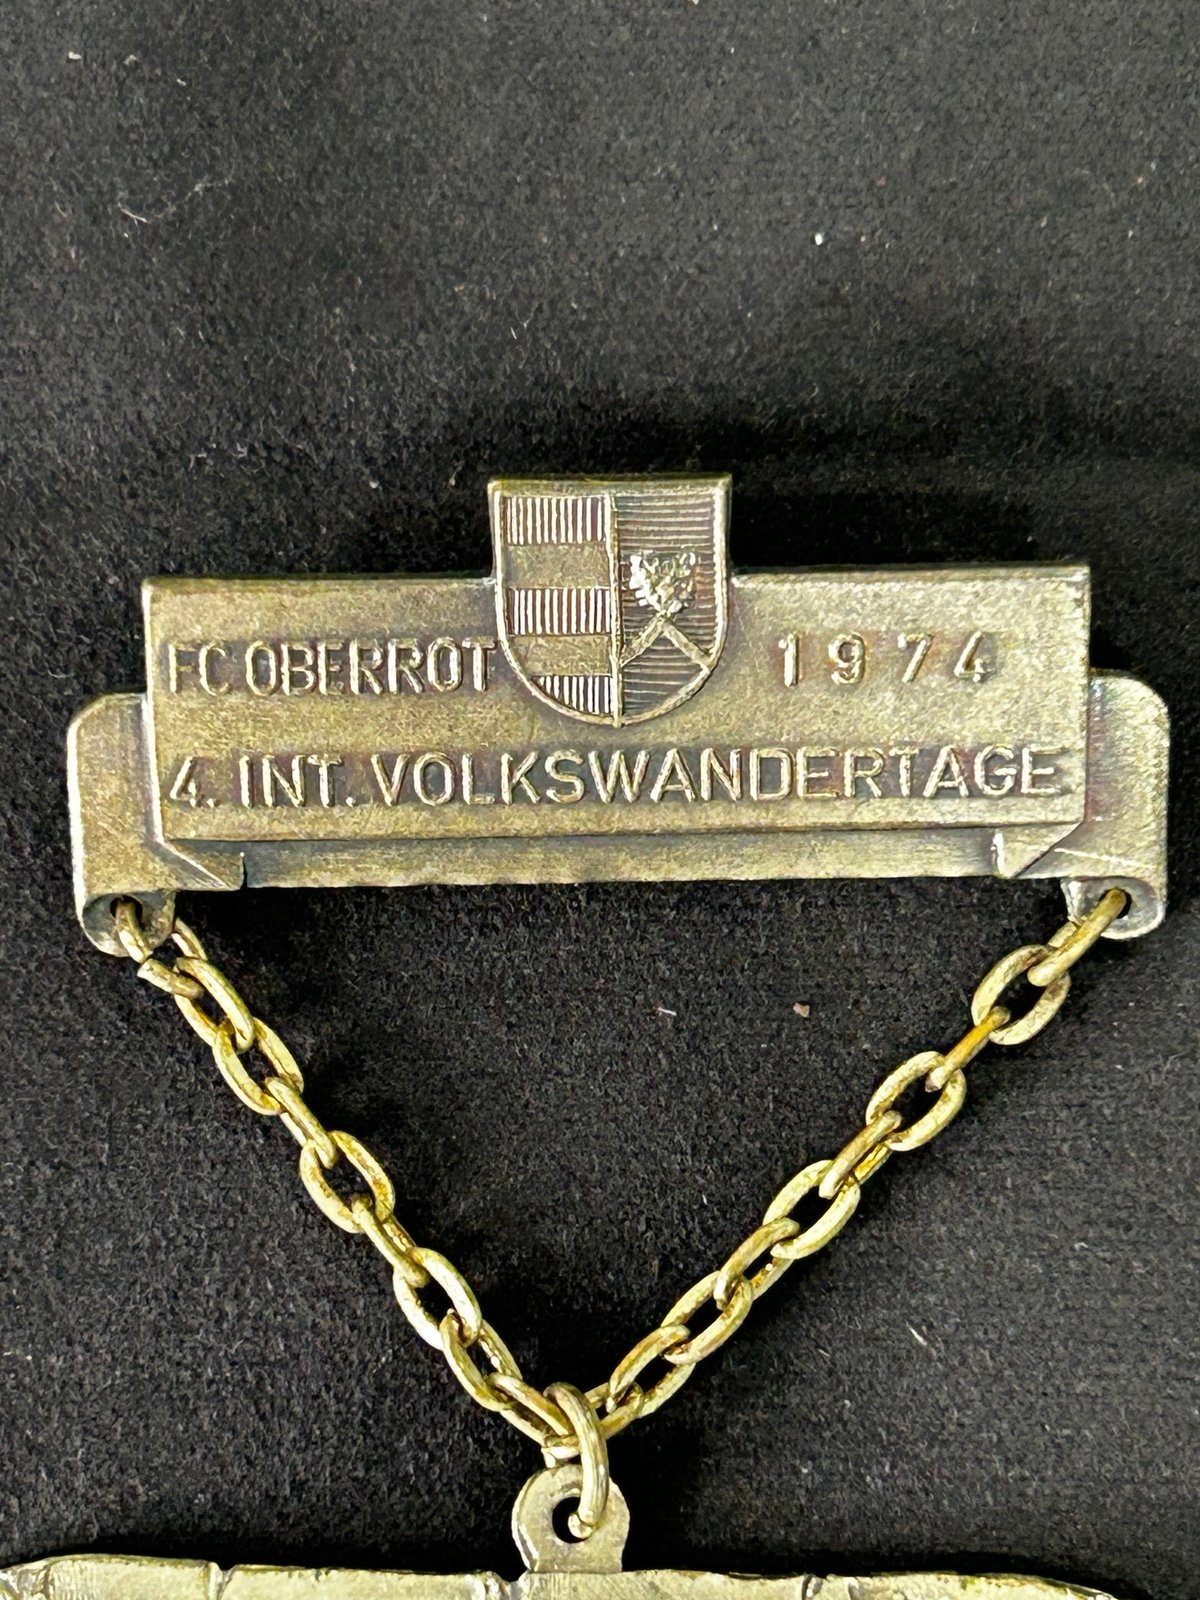 FC OBERROT 1974
4. INT. VOLKSWANDERTAGE